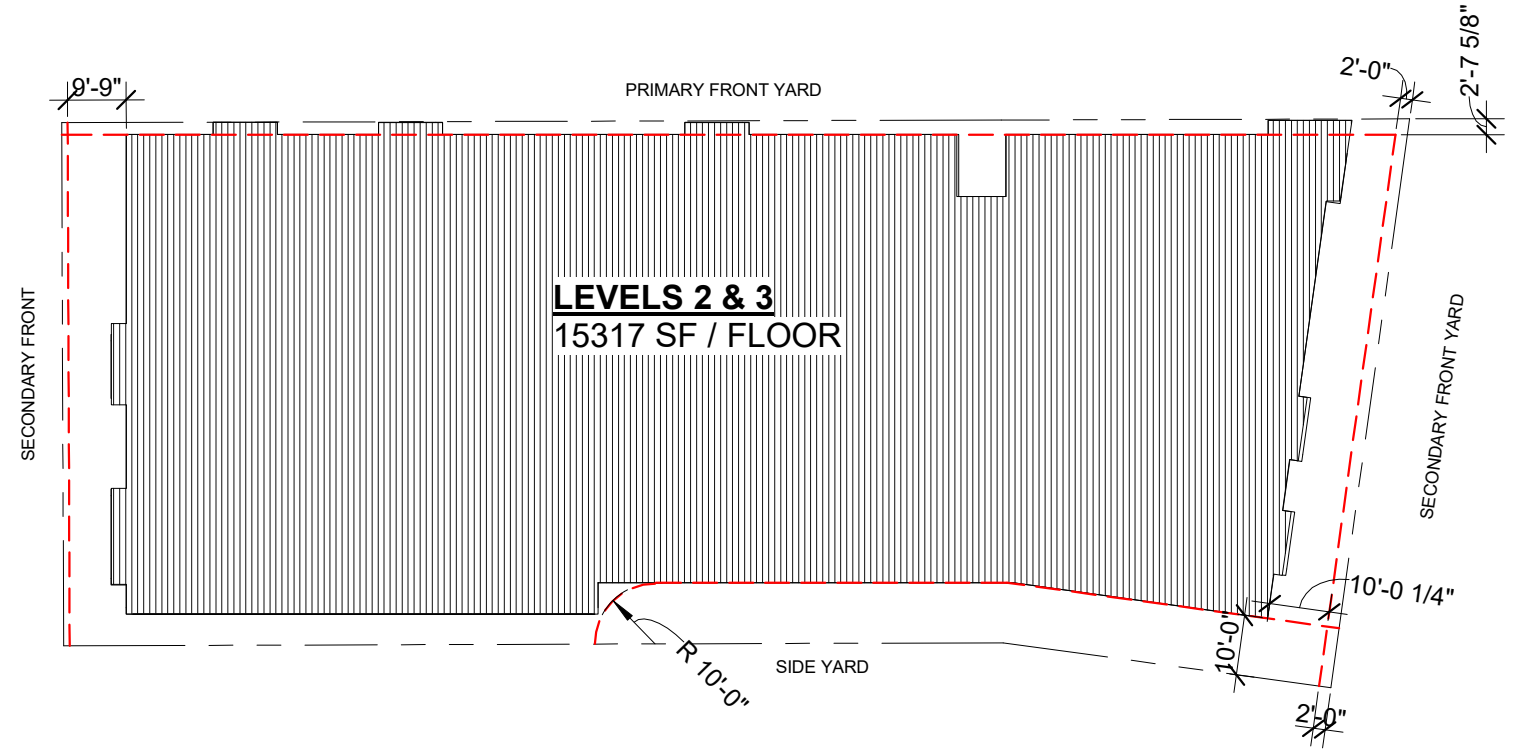 9'-9"
PRIMARY FRONT YARD
2'-0"
2'-7 5/8"
LEVELS 2 & 3
15317 SF / FLOOR
SECONDARY FRONT
SECONDARY FRONT YARD
10'-0 1/4"
10'-0"
R 10'-0"
SIDE YARD
2'-0"